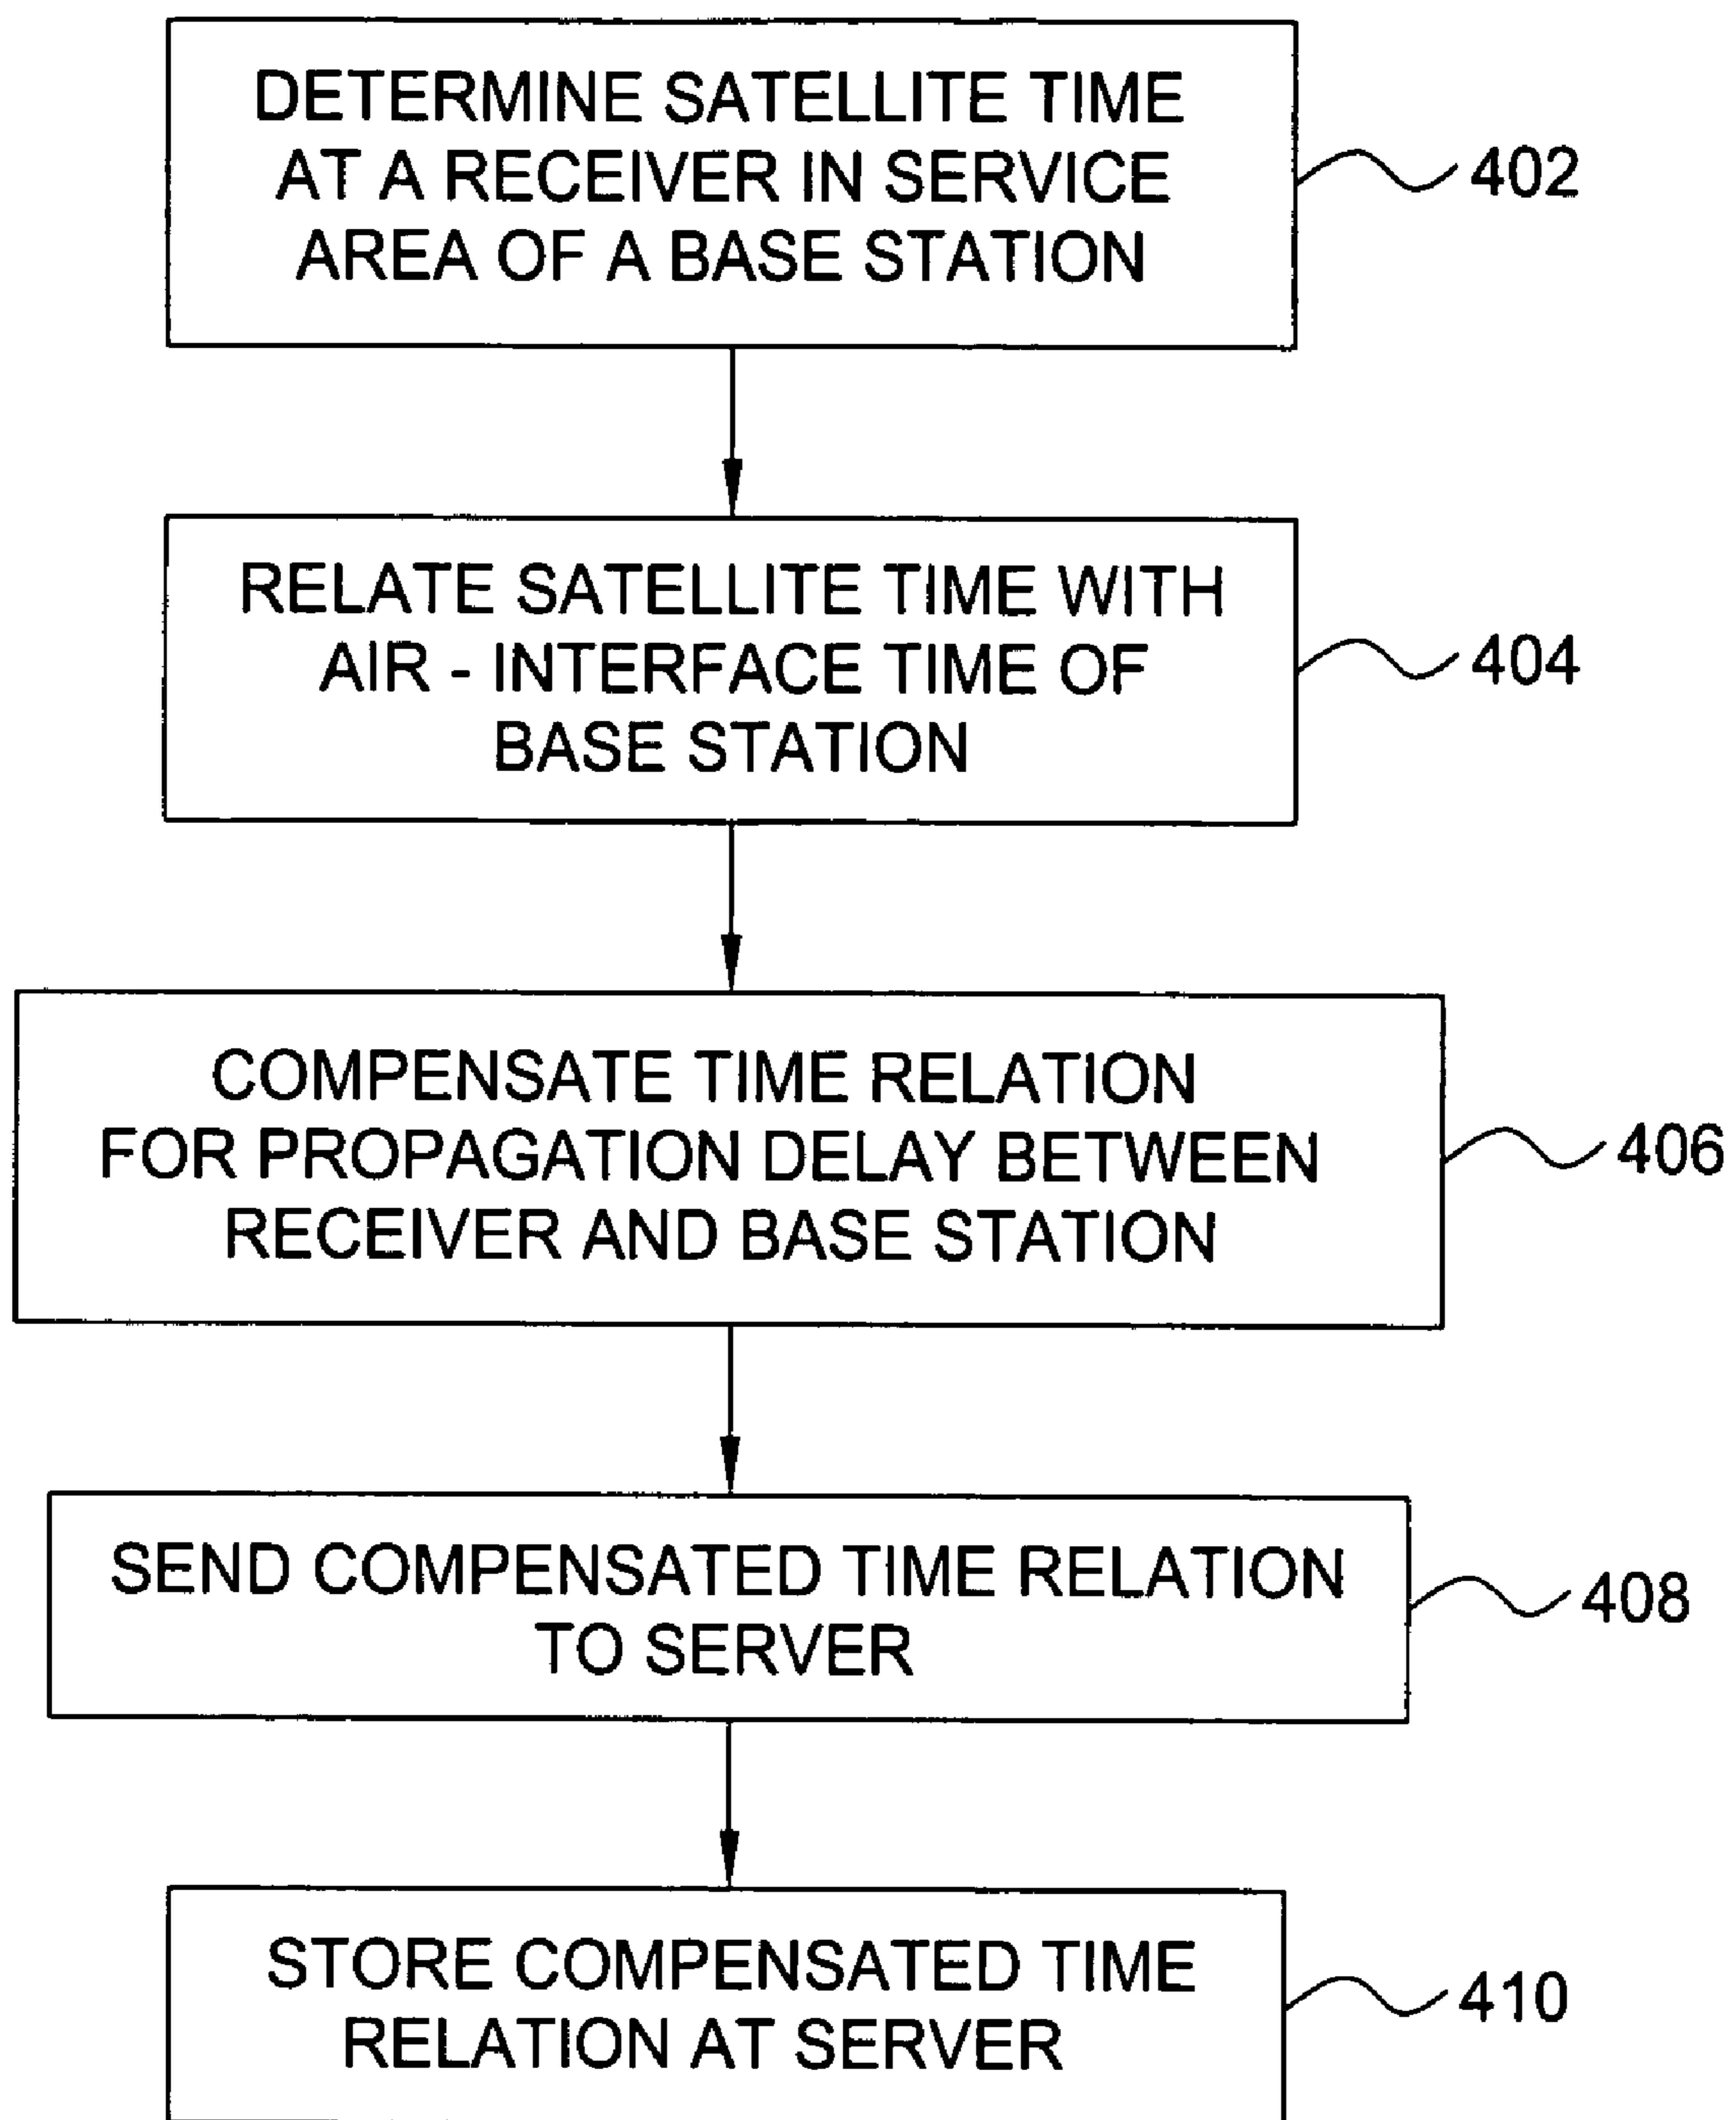 DETERMINE SATELLITE TIME
AT A RECEIVER IN SERVICE
AREA OF A BASE STATION
402
RELATE SATELLITE TIME WITH
AIR - INTERFACE TIME OF
BASE STATION
404
COMPENSATE TIME RELATION
FOR PROPAGATION DELAY BETWEEN
RECEIVER AND BASE STATION
406
SEND COMPENSATED TIME RELATION
TO SERVER
408
STORE COMPENSATED TIME
RELATION AT SERVER
410